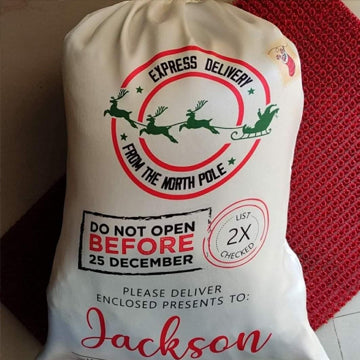 EXPRESS DELIVERY
FROM THE NORTH POLE
DO NOT OPEN
BEFORE
25 DECEMBER
LIST
2X
CHECKED
PLEASE DELIVER
ENCLOSED PRESENTS TO:
Jackson